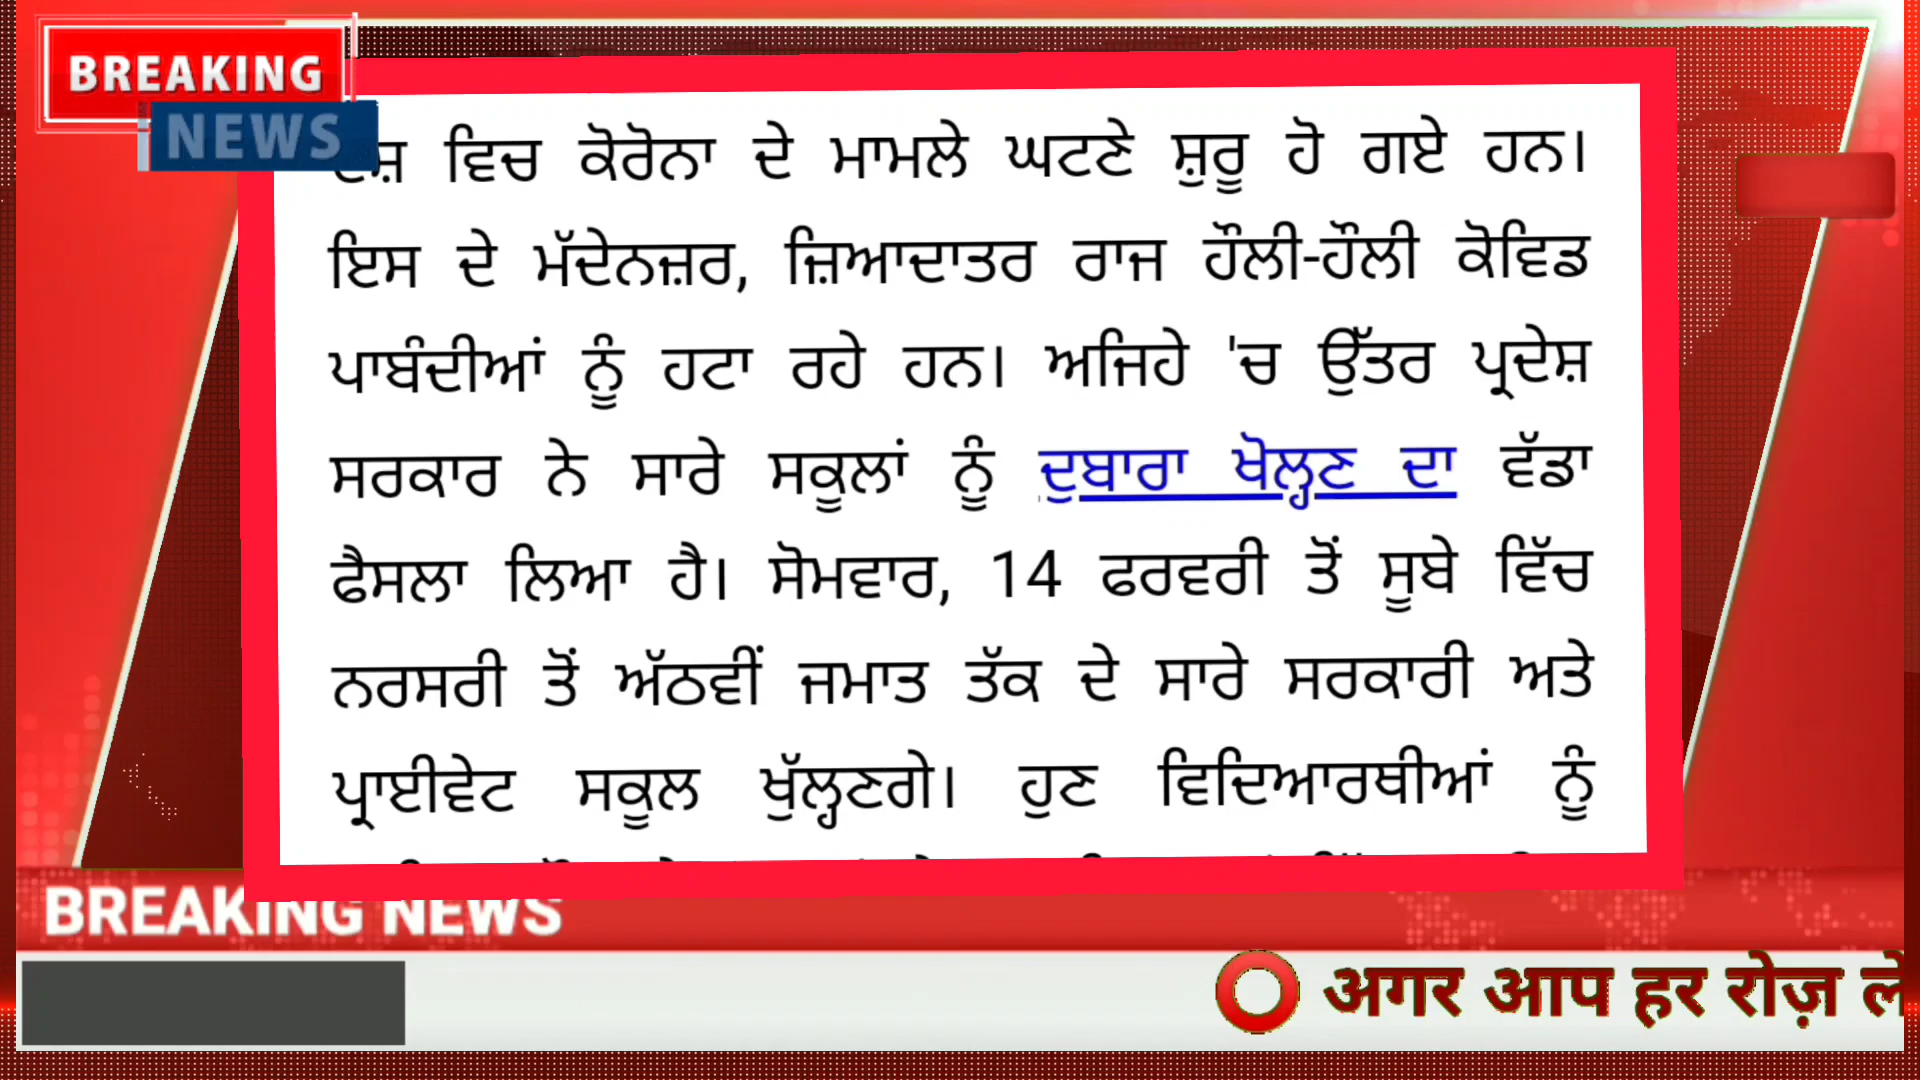 BREAKING
NEWS
ਵਿਚ ਕੋਰੋਨਾ ਦੇ ਮਾਮਲੇ ਘਟਣੇ ਸ਼ੁਰੂ ਹੋ ਗਏ ਹਨ।
ਇਸ ਦੇ ਮੱਦੇਨਜ਼ਰ, ਜ਼ਿਆਦਾਤਰ ਰਾਜ ਹੌਲੀ-ਹੌਲੀ ਕੋਵਿਡ
ਪਾਬੰਦੀਆਂ ਨੂੰ ਹਟਾ ਰਹੇ ਹਨ। ਅਜਿਹੇ 'ਚ ਉੱਤਰ ਪ੍ਰਦੇਸ਼
ਸਰਕਾਰ ਨੇ ਸਾਰੇ ਸਕੂਲਾਂ ਨੂੰ ਦੁਬਾਰਾ ਖੋਲ੍ਹਣ ਦਾ ਵੱਡਾ
ਫੈਸਲਾ ਲਿਆ ਹੈ। ਸੋਮਵਾਰ, 14 ਫਰਵਰੀ ਤੋਂ ਸੂਬੇ ਵਿੱਚ
ਨਰਸਰੀ ਤੋਂ ਅੱਠਵੀਂ ਜਮਾਤ ਤੱਕ ਦੇ ਸਾਰੇ ਸਰਕਾਰੀ ਅਤੇ
ਪ੍ਰਾਈਵੇਟ ਸਕੂਲ ਖੁੱਲ੍ਹਣਗੇ। ਹੁਣ ਵਿਦਿਆਰਥੀਆਂ ਨੂੰ
BREAKING NEWS
अगर आप हर रोज़